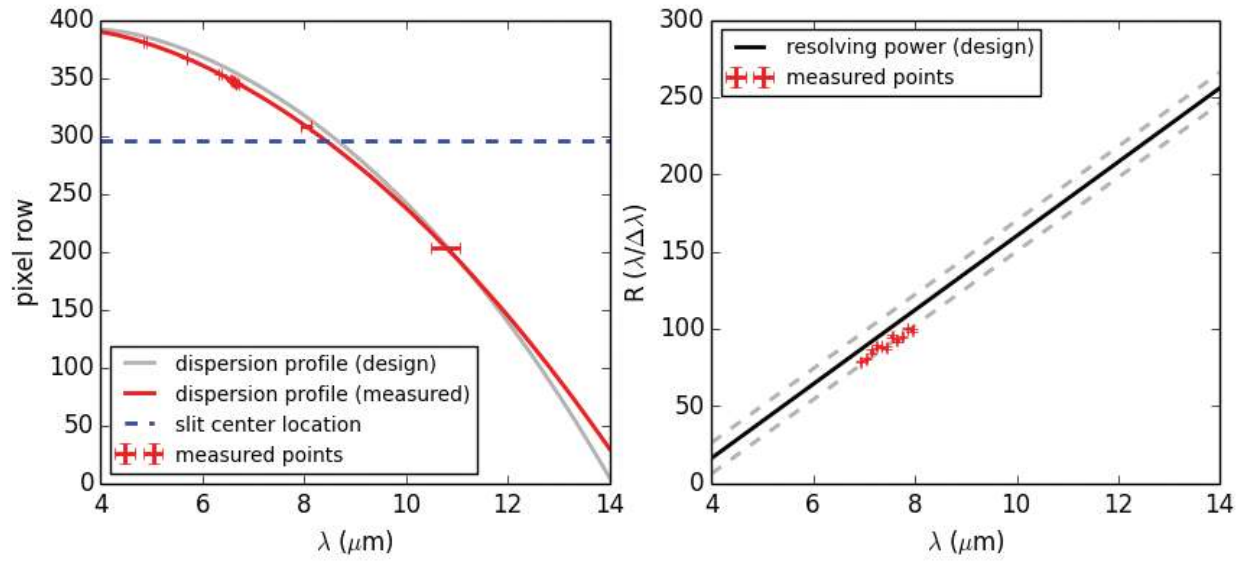 400
350
300
250
200
150
100
50
0
pixel row
dispersion profile (design)
dispersion profile (measured)
slit center location
measured points
4 6 8 10 12 14
λ (μm)
300
250
200
150
100
50
0
R (λ/Δλ)
resolving power (design)
measured points
4 6 8 10 12 14
λ (μm)